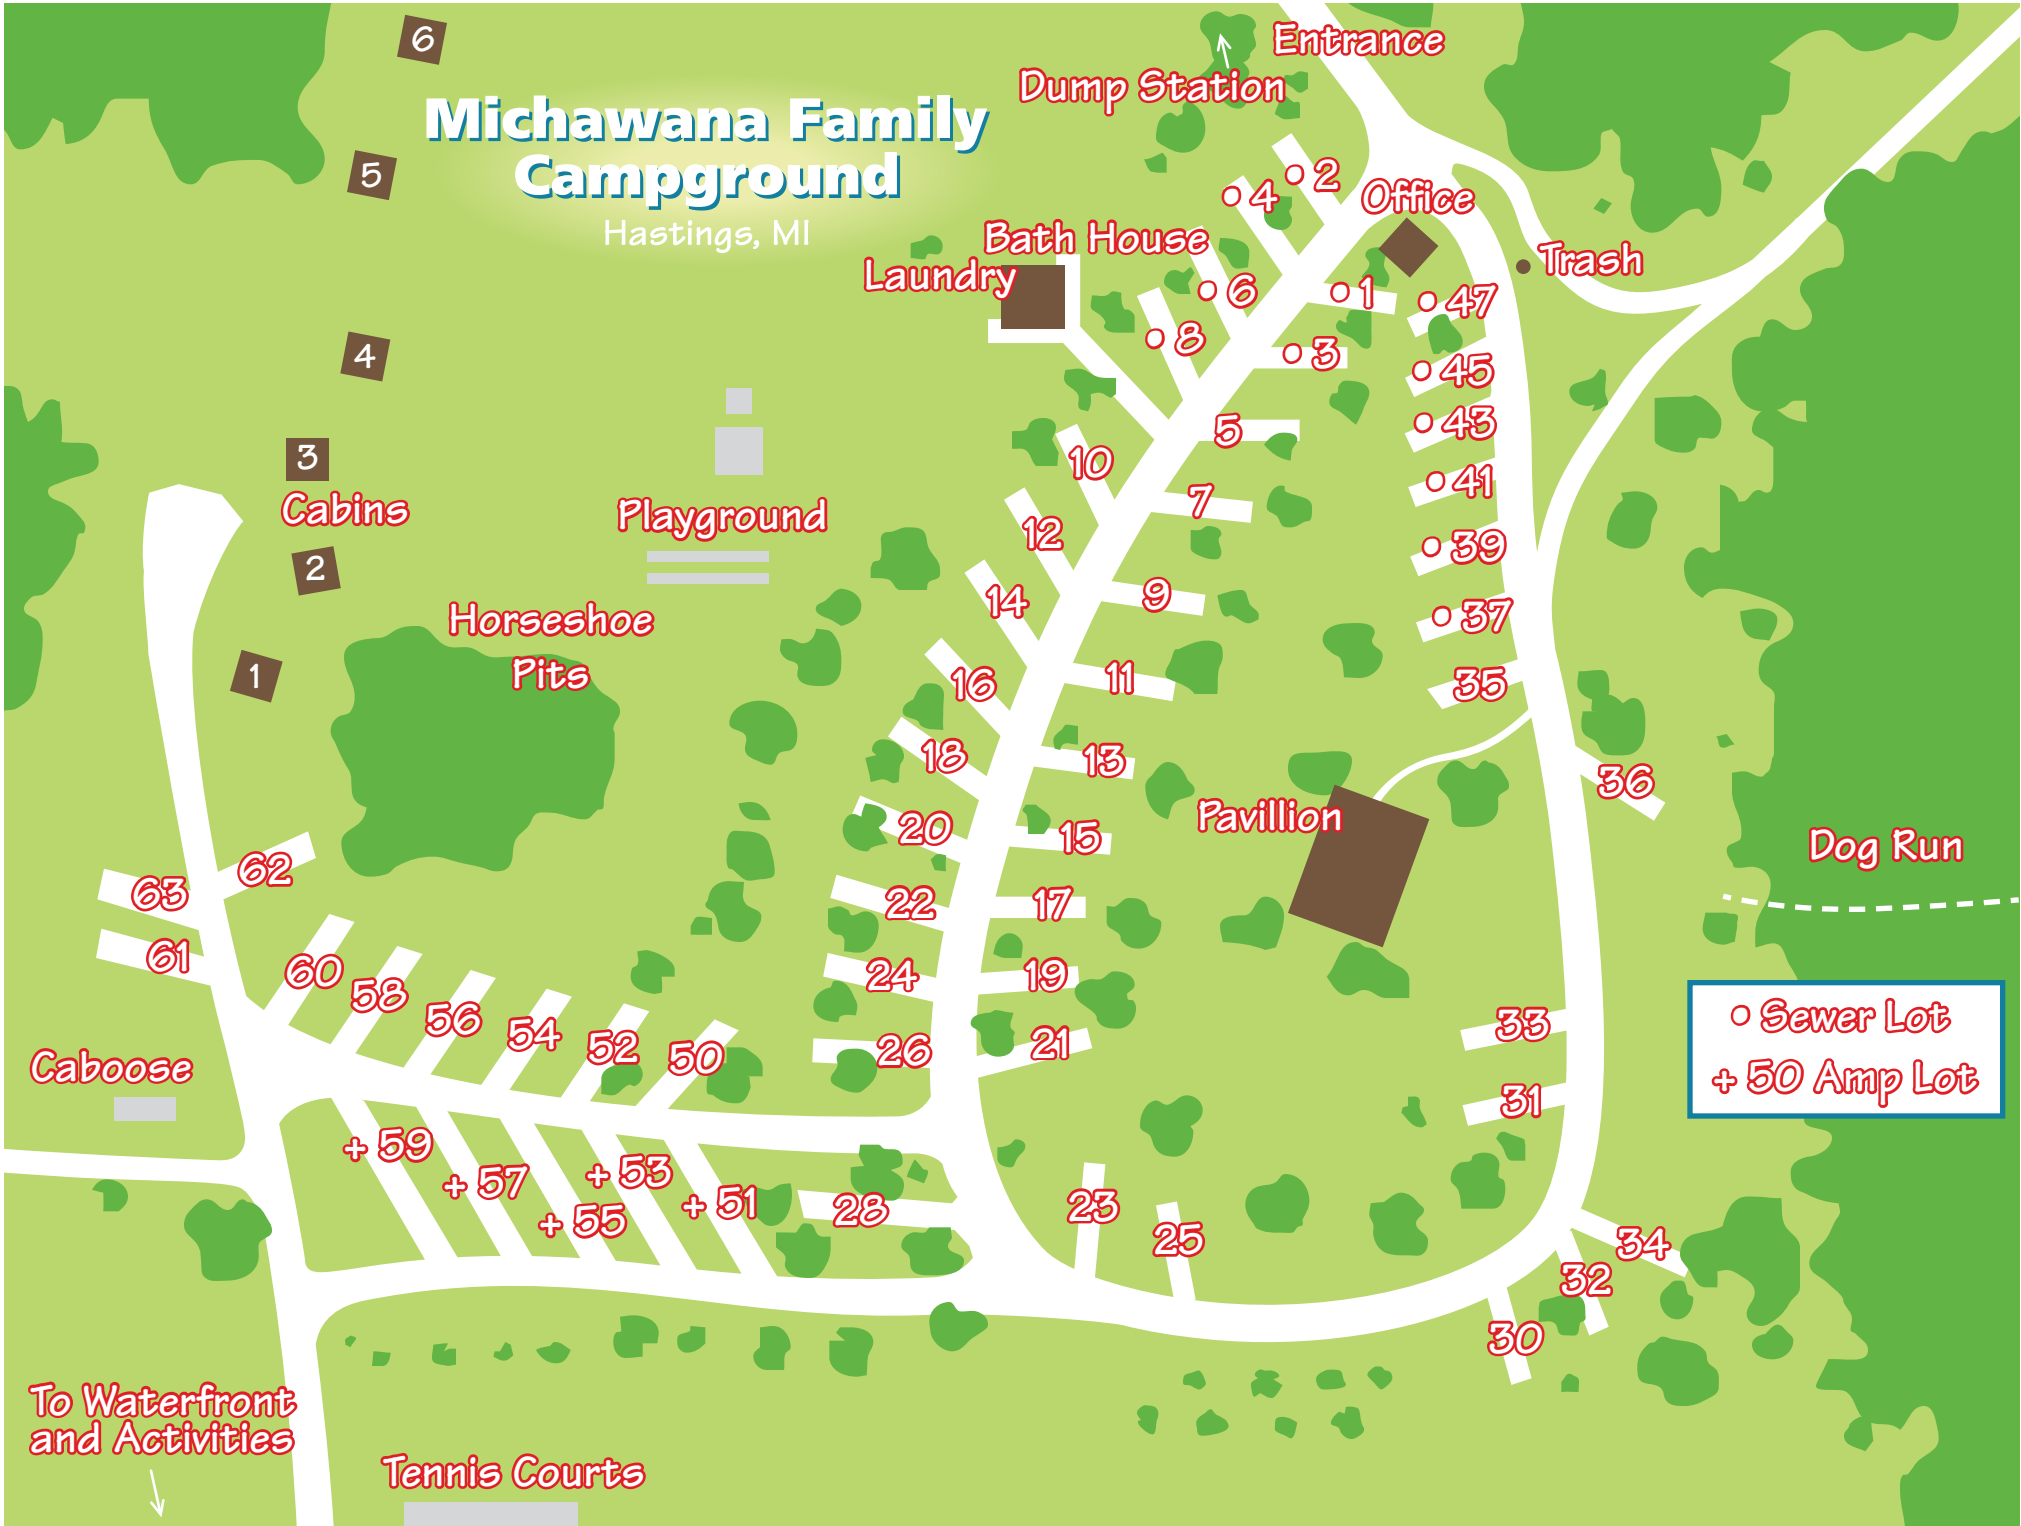 6
Entrance
Dump Station
Michawana Family
Campground
Hastings, MI
5
2
4
Office
Bath House
Laundry
Trash
6
1
47
8
3
4
45
5
43
3
10
41
Cabins
Playground
7
12
39
2
14
9
37
Horseshoe
Pits
1
16
11
35
18
13
36
20
15
Pavillion
Dog Run
62
63
22
17
61
60
58
24
19
56
54
52
50
26
21
33
Sewer Lot
+ 50 Amp Lot
31
Caboose
+ 59
+ 57
+ 53
+ 55
+ 51
28
23
25
34
32
30
To Waterfront
and Activities
Tennis Courts